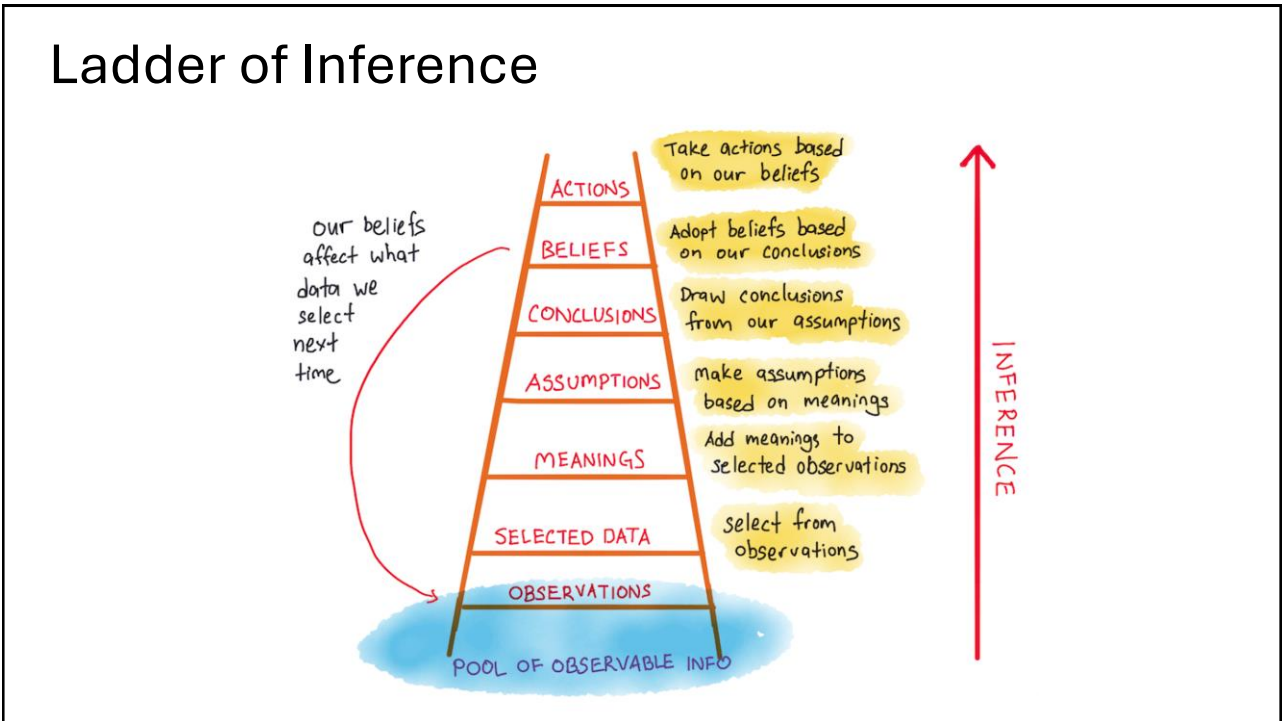 Ladder of Inference
our beliefs
affect what
data we
select
next
time
ACTIONS
Take actions based
on our beliefs
BELIEFS
Adopt beliefs based
on our conclusions
CONCLUSIONS
Draw conclusions
from our assumptions
ASSUMPTIONS
make assumptions
based on meanings
MEANINGS
Add meanings to
selected observations
SELECTED DATA
select from
observations
OBSERVATIONS
POOL OF OBSERVABLE INFO
INFERENCE